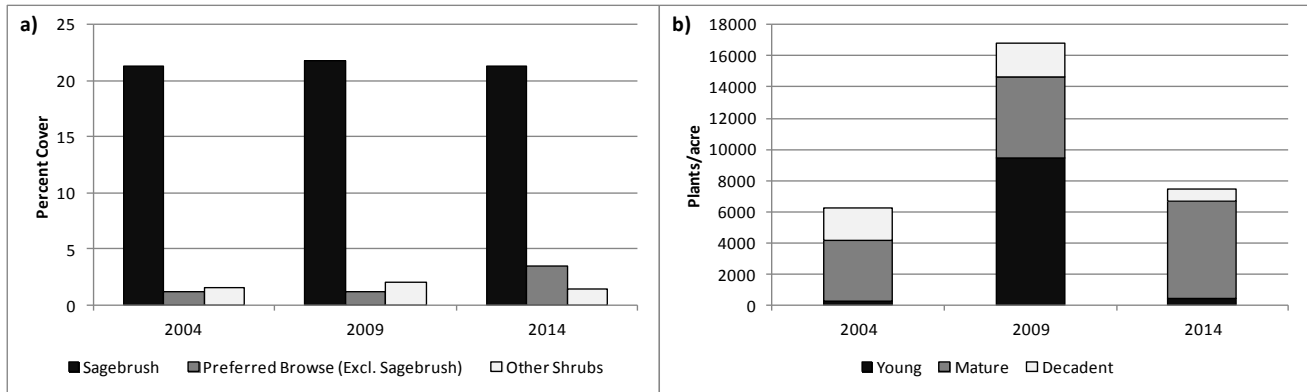 a)
25
20
15
10
5
0
Percent Cover
2004 2009 2014
Sagebrush Preferred Browse (Excl. Sagebrush) Other Shrubs
b)
18000
16000
14000
12000
10000
8000
6000
4000
2000
0
Plants/acre
2004 2009 2014
Young Mature Decadent